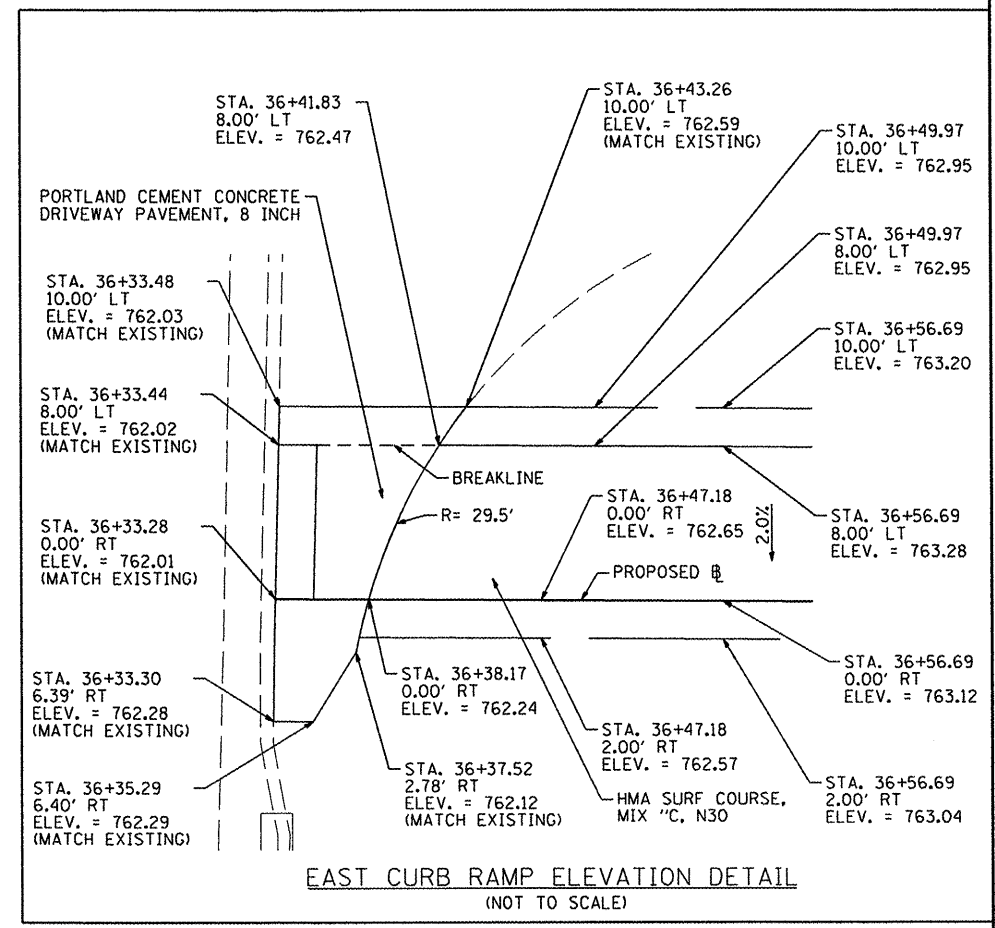 STA. 36+41.83
8.00' LT
ELEV. = 762.47
STA. 36+43.26
10.00' LT
ELEV. = 762.59
(MATCH EXISTING)
STA. 36+49.97
10.00' LT
ELEV. = 762.95
PORTLAND CEMENT CONCRETE
DRIVEWAY PAVEMENT, 8 INCH
STA. 36+49.97
8.00' LT
ELEV. = 762.95
STA. 36+33.48
10.00' LT
ELEV. = 762.03
(MATCH EXISTING)
STA. 36+56.69
10.00' LT
ELEV. = 763.20
STA. 36+33.44
8.00' LT
ELEV. = 762.02
(MATCH EXISTING)
BREAKLINE
R= 29.5'
STA. 36+47.18
0.00' RT
ELEV. = 762.65
2.0%
STA. 36+56.69
8.00' LT
ELEV. = 763.28
STA. 36+33.28
0.00' RT
ELEV. = 762.01
(MATCH EXISTING)
PROPOSED BL
STA. 36+33.30
6.39' RT
ELEV. = 762.28
(MATCH EXISTING)
STA. 36+38.17
0.00' RT
ELEV. = 762.24
STA. 36+56.69
0.00' RT
ELEV. = 763.12
STA. 36+47.18
2.00' RT
ELEV. = 762.57
STA. 36+35.29
6.40' RT
ELEV. = 762.29
(MATCH EXISTING)
STA. 36+37.52
2.78' RT
ELEV. = 762.12
(MATCH EXISTING)
HMA SURF COURSE,
MIX "C, N30
STA. 36+56.69
2.00' RT
ELEV. = 763.04
EAST CURB RAMP ELEVATION DETAIL
(NOT TO SCALE)